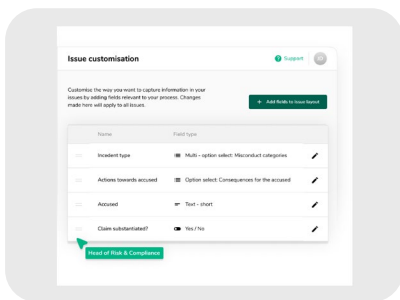 Issue customisation
Support
Customise the way you want to capture information in your
issues by adding fields relevant to your process. Changes
made here will apply to all issues.
+ Add fields to issue layout
Name Field type
Incedent type Multi - option select: Misconduct categories
Actions towards accused Option select: Consequences for the accused
Accused Text - short
Claim substantiated? Yes / No
Head of Risk & Compliance